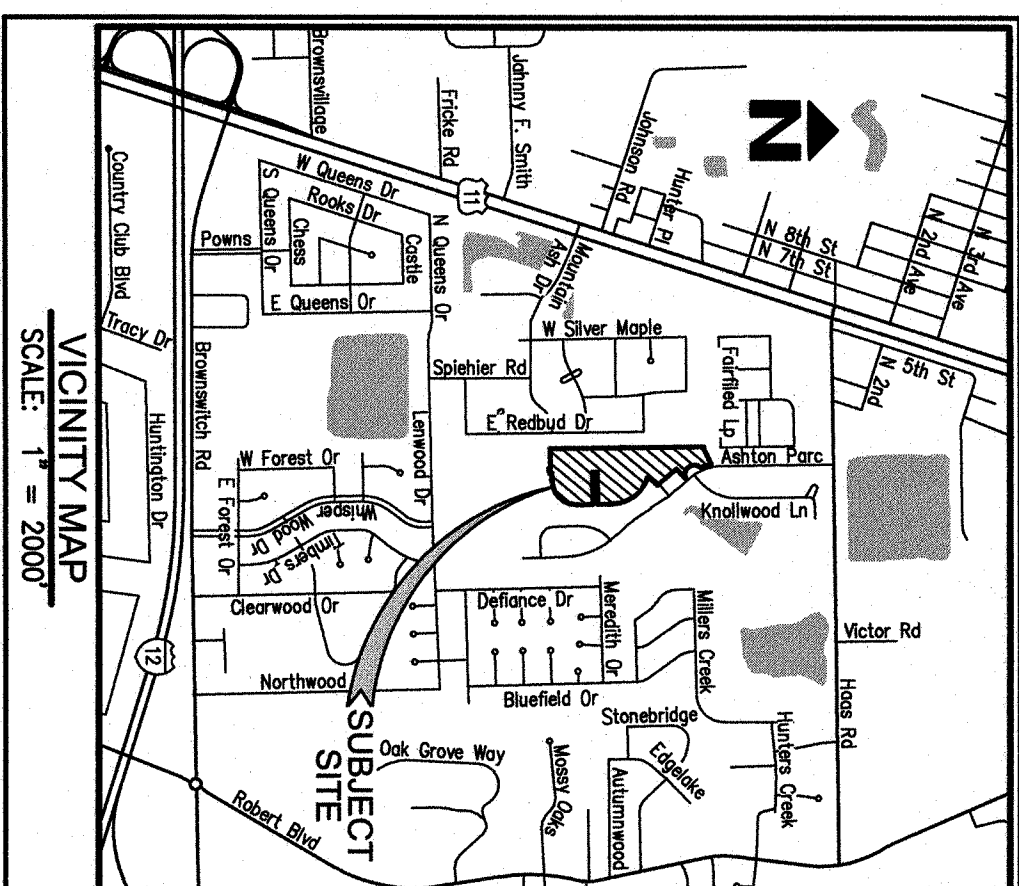 VICINITY MAP
SCALE: 1" = 2000'
N
SUBJECT
SITE
Brownsvillage
Fricke Rd
Johnny F. Smith
Johnson Rd
Hunter Pl
N 8th St
N 7th St
N 2nd Ave
N 3rd Ave
11
W Queens Dr
Rooks Dr
S Queens Dr
Chess
Castle
N Queens Dr
E Queens Dr
Powns
Mountain
Ash Dr
W Silver Maple
Spiehier Rd
E Redbud Dr
Fairfiled Lp
N 2nd
N 5th St
Ashton Parc
Knollwood Ln
Country Club Blvd
Tracy Dr
Huntington Dr
Brownswitch Rd
12
Lenwood Dr
W Forest Dr
E Forest Dr
Whisper
Wood Dr
Timbers Dr
Clearwood Dr
Northwood
Defiance Dr
Meredith Dr
Millers Creek
Bluefield Dr
Victor Rd
Haas Rd
Stonebridge
Edgelake
Autumnwood
Hunters Creek
Oak Grove Way
Mossy Oaks
Robert Blvd